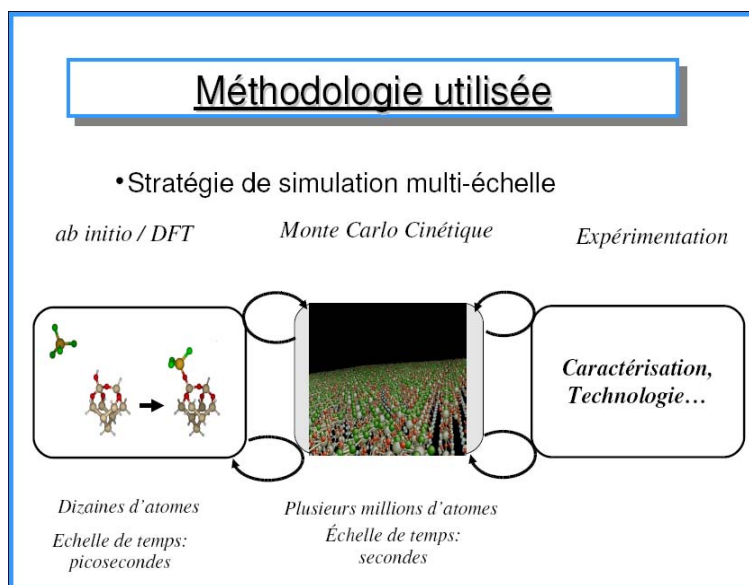 Méthodologie utilisée
•Stratégie de simulation multi-échelle
ab initio / DFT
Monte Carlo Cinétique
Expérimentation
Caractérisation,
Technologie…
Dizaines d'atomes
Echelle de temps:
picosecondes
Plusieurs millions d'atomes
Échelle de temps:
secondes